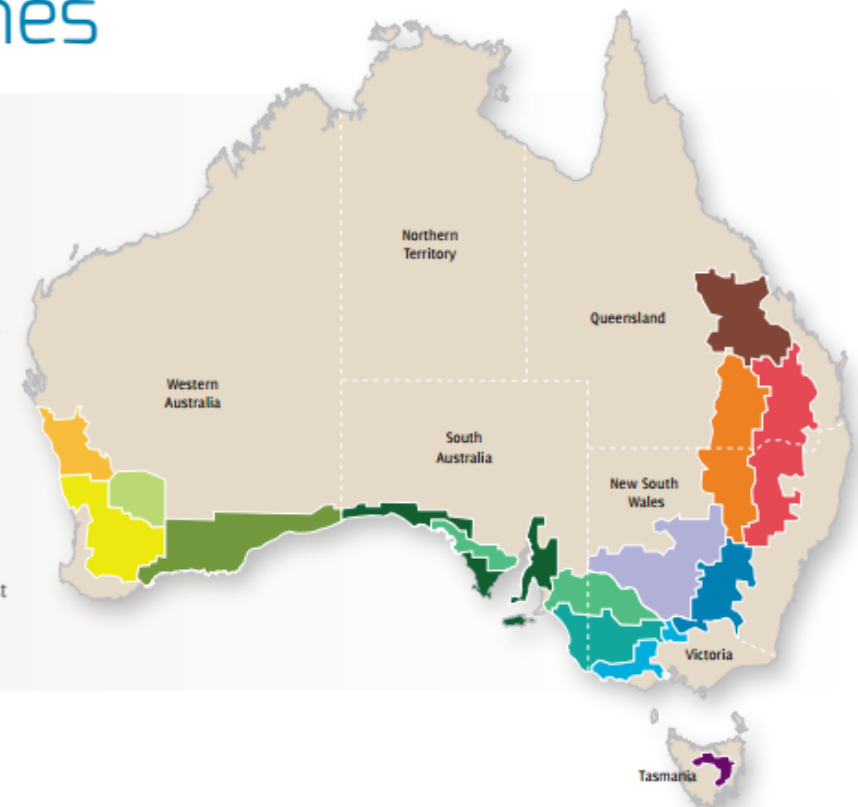 nes
Northern
Territory
Queensland
Western
Australia
South
Australia
New South
Wales
t
Victoria
Tasmania